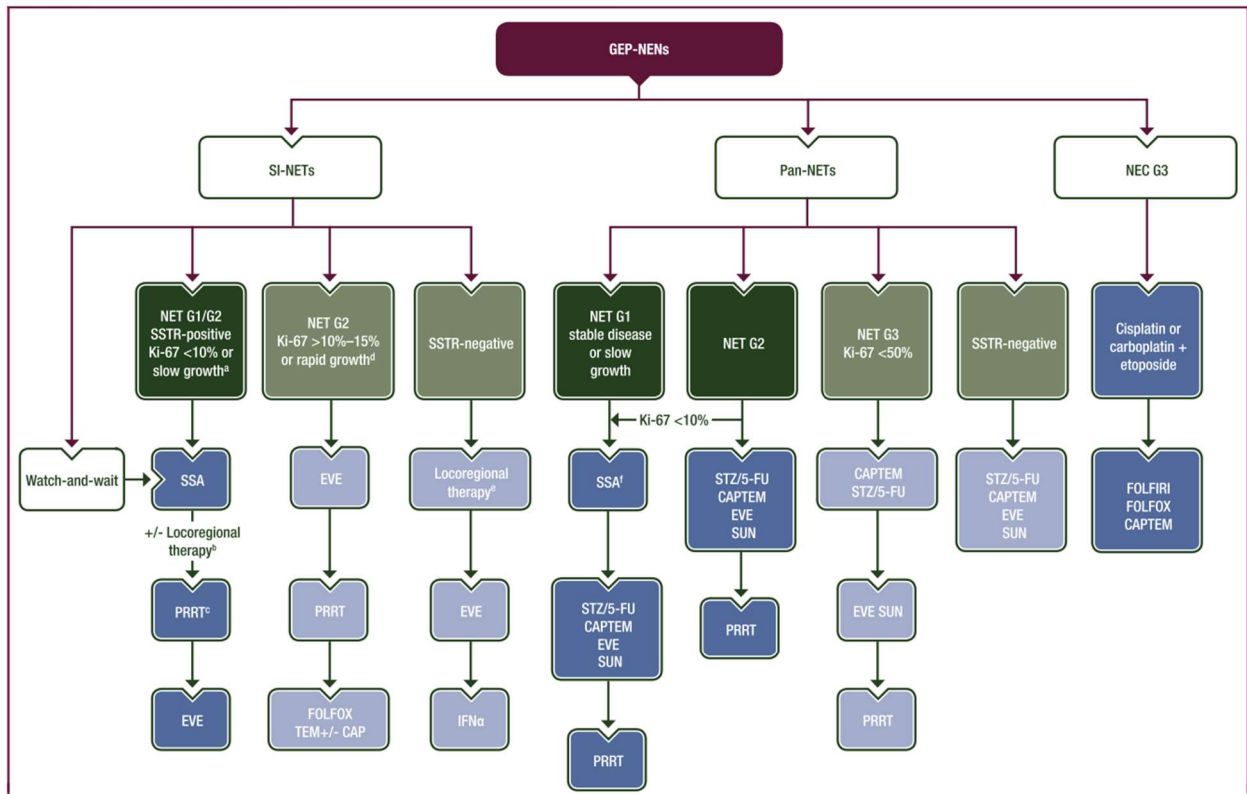 GEP-NENs
SI-NETs
Pan-NETs
NEC G3
NET G1/G2
SSTR-positive
Ki-67 <10% or
slow growthᵃ
NET G2
Ki-67 >10%–15%
or rapid growthᵈ
SSTR-negative
NET G1
stable disease
or slow
growth
NET G2
NET G3
Ki-67 <50%
SSTR-negative
Cisplatin or
carboplatin +
etoposide
Ki-67 <10%
Watch-and-wait
SSA
EVE
Locoregional
therapyᵉ
SSAᶠ
STZ/5-FU
CAPTEM
EVE
SUN
CAPTEM
STZ/5-FU
STZ/5-FU
CAPTEM
EVE
SUN
FOLFIRI
FOLFOX
CAPTEM
+/- Locoregional
therapyᵇ
PRRTᶜ
PRRT
EVE
STZ/5-FU
CAPTEM
EVE
SUN
PRRT
EVE SUN
EVE
FOLFOX
TEM+/- CAP
IFNα
PRRT
PRRT